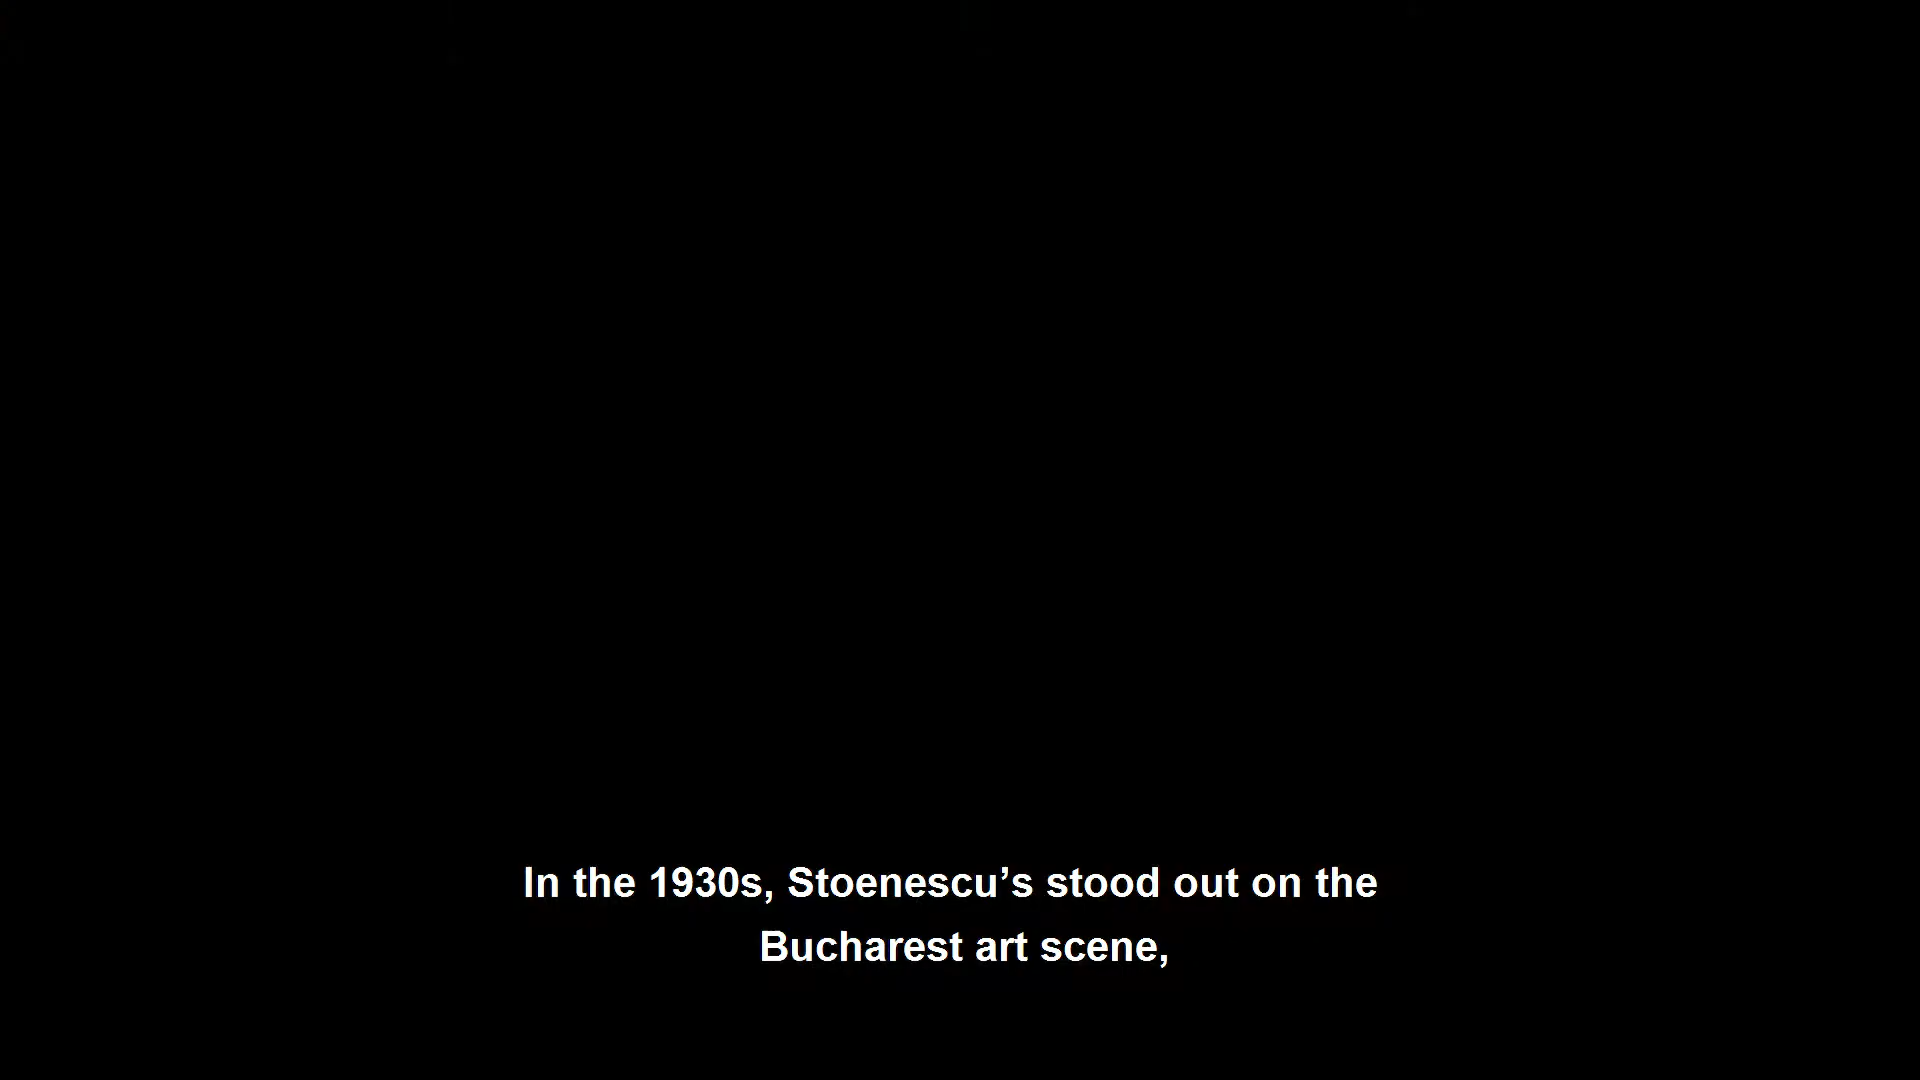 In the 1930s, Stoenescu’s stood out on the
Bucharest art scene,